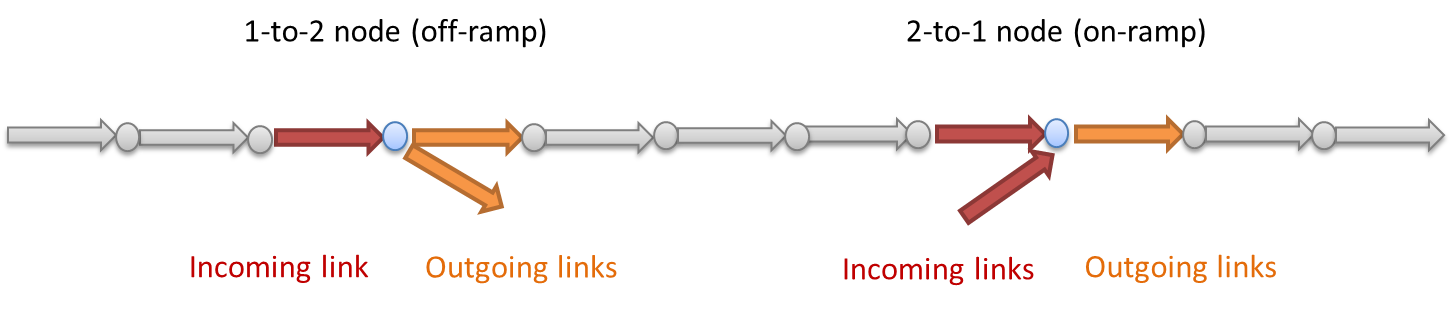 1-to-2 node (off-ramp)
2-to-1 node (on-ramp)
Incoming link
Outgoing links
Incoming links
Outgoing links